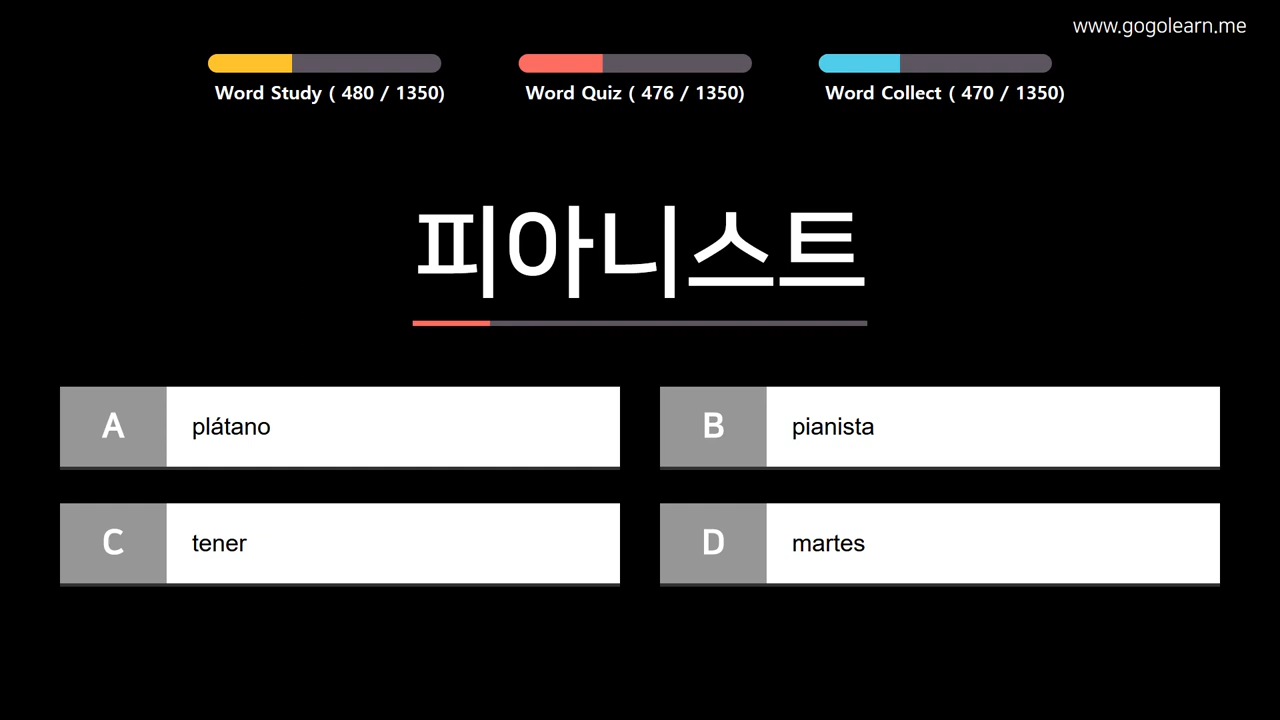 www.gogolearn.me
Word Study ( 480 / 1350)
Word Quiz ( 476 / 1350)
Word Collect ( 470 / 1350)
피아니스트
A plátano
B pianista
C tener
D martes